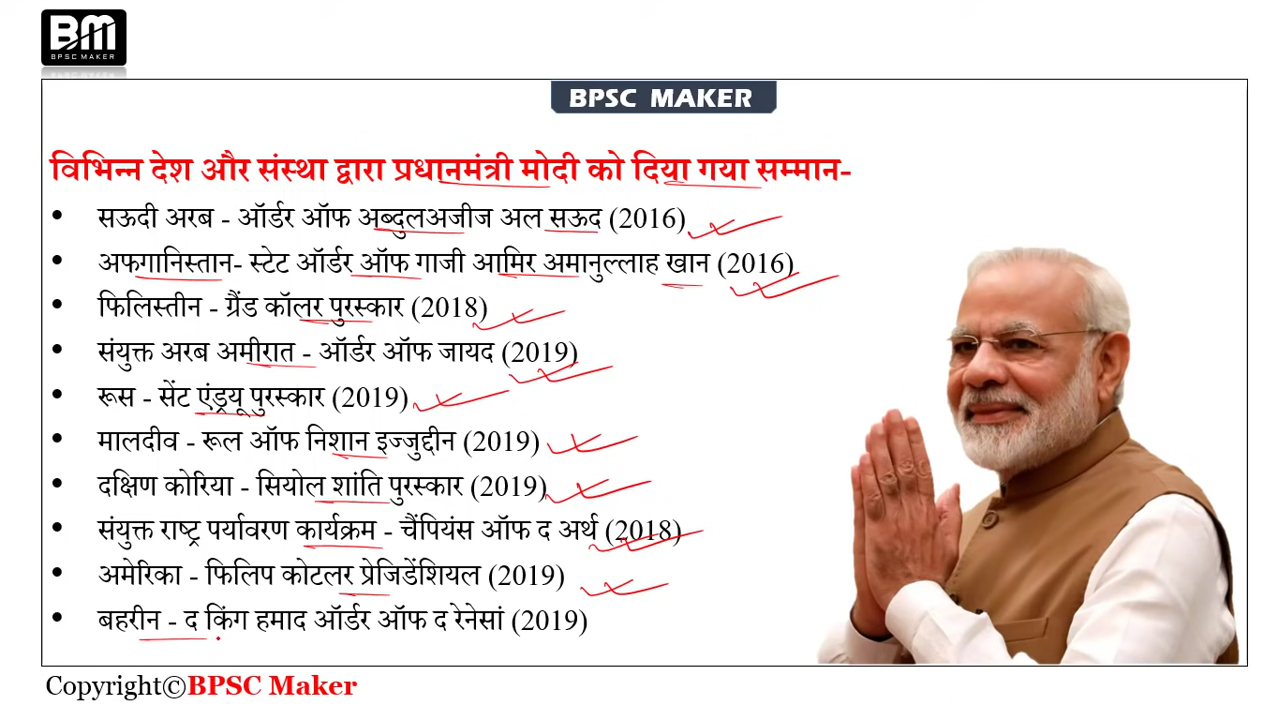 BM
BPSC MAKER
BPSC MAKER
विभिन्न देश और संस्था द्वारा प्रधानमंत्री मोदी को दिया गया सम्मान-
• सऊदी अरब - ऑर्डर ऑफ अब्दुलअजीज अल सऊद (2016)
• अफगानिस्तान- स्टेट ऑर्डर ऑफ गाजी आमिर अमानुल्लाह खान (2016)
• फिलिस्तीन - ग्रैंड कॉलर पुरस्कार (2018)
• संयुक्त अरब अमीरात - ऑर्डर ऑफ जायद (2019)
• रूस - सेंट एंड्रयू पुरस्कार (2019)
• मालदीव - रूल ऑफ निशान इज्जुद्दीन (2019)
• दक्षिण कोरिया - सियोल शांति पुरस्कार (2019)
• संयुक्त राष्ट्र पर्यावरण कार्यक्रम - चैंपियंस ऑफ द अर्थ (2018)
• अमेरिका - फिलिप कोटलर प्रेजिडेंशियल (2019)
• बहरीन - द किंग हमाद ऑर्डर ऑफ द रेनेसां (2019)
Copyright©BPSC Maker